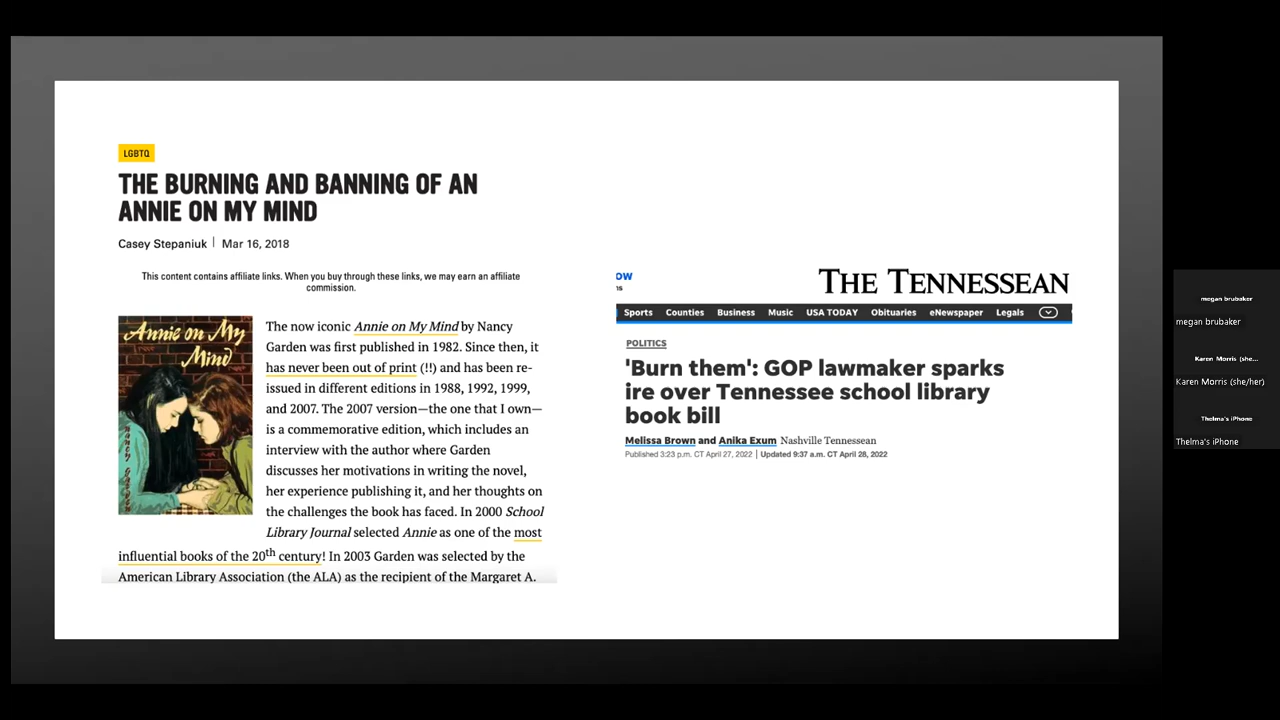 LGBTQ
THE BURNING AND BANNING OF AN
ANNIE ON MY MIND
Casey Stepaniuk | Mar 16, 2018
This content contains affiliate links. When you buy through these links, we may earn an affiliate
commission.
Annie on My
Mind
NANCY GARDEN
The now iconic Annie on My Mind by Nancy
Garden was first published in 1982. Since then, it
has never been out of print (!!) and has been re-
issued in different editions in 1988, 1992, 1999,
and 2007. The 2007 version—the one that I own—
is a commemorative edition, which includes an
interview with the author where Garden
discusses her motivations in writing the novel,
her experience publishing it, and her thoughts on
the challenges the book has faced. In 2000 School
Library Journal selected Annie as one of the most
influential books of the 20th century! In 2003 Garden was selected by the
American Library Association (the ALA) as the recipient of the Margaret A.
OW
ns
THE TENNESSEAN
Sports Counties Business Music USA TODAY Obituaries eNewspaper Legals
POLITICS
'Burn them': GOP lawmaker sparks
ire over Tennessee school library
book bill
Melissa Brown and Anika Exum Nashville Tennessean
Published 3:23 p.m. CT April 27, 2022 | Updated 9:37 a.m. CT April 28, 2022
megan brubaker
megan brubaker
Karen Morris (she...
Karen Morris (she/her)
Thelma's iPhone
Thelma's iPhone